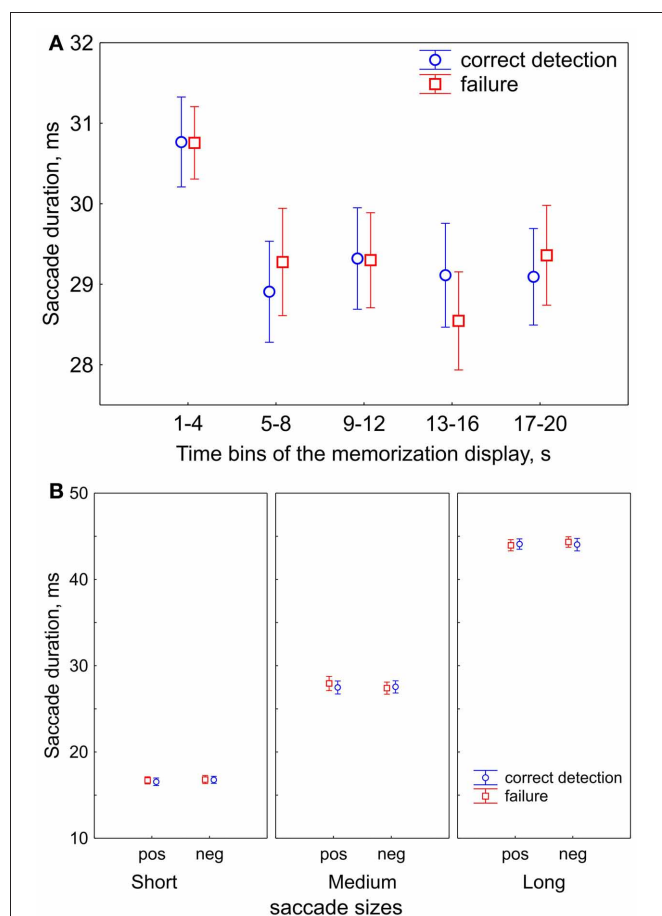 A
32
31
30
29
28
Saccade duration, ms
correct detection
failure
1-4 5-8 9-12 13-16 17-20
Time bins of the memorization display, s
B
50
40
30
20
10
Saccade duration, ms
correct detection
failure
pos neg pos neg pos neg
Short Medium Long
saccade sizes